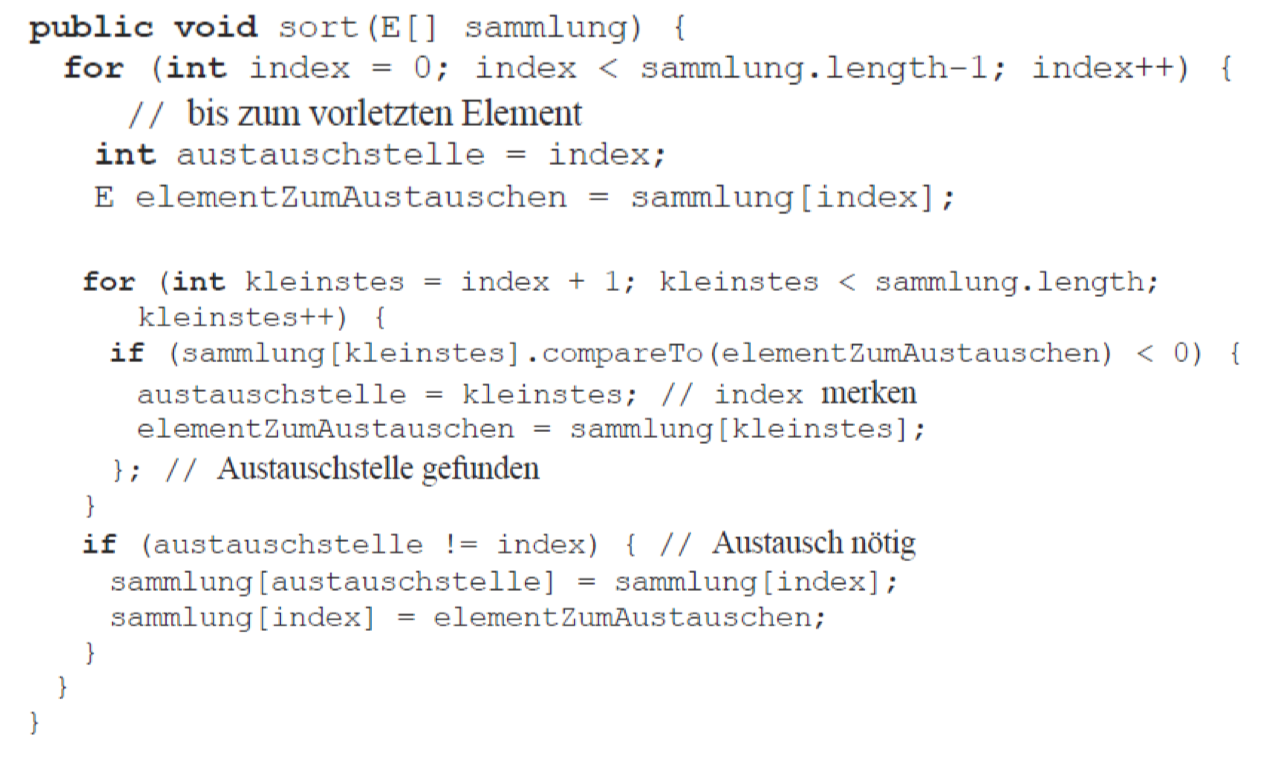 public void sort(E[] sammlung) {
for (int index = 0; index < sammlung.length-1; index++) {
// bis zum vorletzten Element
int austauschstelle = index;
E elementZumAustauschen = sammlung[index];
for (int kleinstes = index + 1; kleinstes < sammlung.length;
kleinstes++) {
if (sammlung[kleinstes].compareTo(elementZumAustauschen) < 0) {
austauschstelle = kleinstes; // index merken
elementZumAustauschen = sammlung[kleinstes];
}; // Austauschstelle gefunden
}
if (austauschstelle != index) { // Austausch nötig
sammlung[austauschstelle] = sammlung[index];
sammlung[index] = elementZumAustauschen;
}
}
}